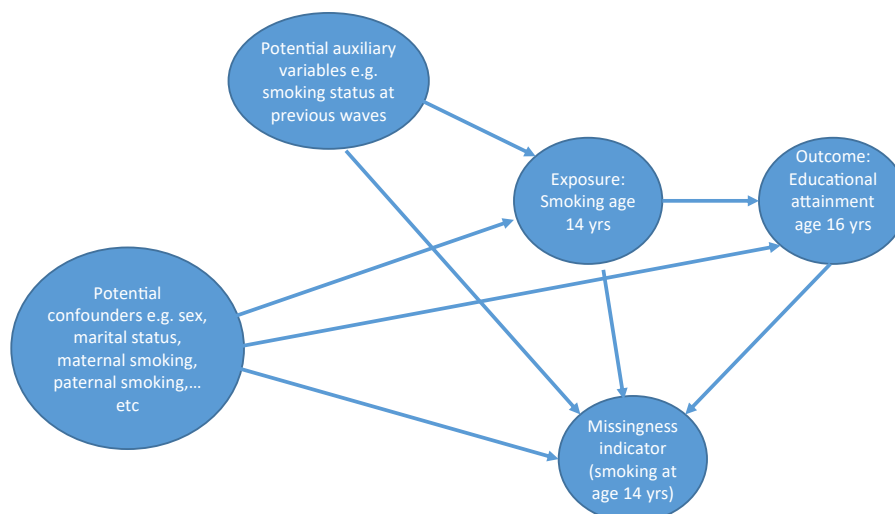 Potential auxiliary
variables e.g.
smoking status at
previous waves
Exposure:
Smoking age
14 yrs
Outcome:
Educational
attainment
age 16 yrs
Potential
confounders e.g. sex,
marital status,
maternal smoking,
paternal smoking,...
etc
Missingness
indicator
(smoking at
age 14 yrs)